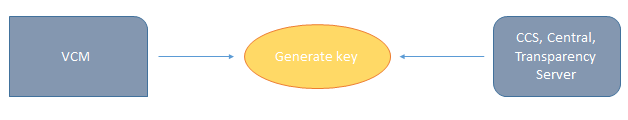 VCM
Generate key
CCS, Central,
Transparency
Server